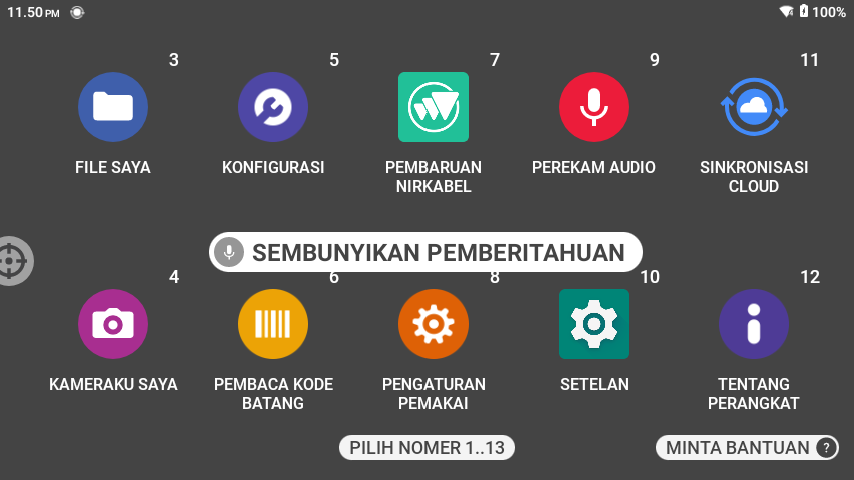 11.50 PM
100%
3 5 7 9 11
FILE SAYA
KONFIGURASI
PEMBARUAN
NIRKABEL
PEREKAM AUDIO
SINKRONISASI
CLOUD
SEMBUNYIKAN PEMBERITAHUAN
4 6 8 10 12
KAMERAKU SAYA
PEMBACA KODE
BATANG
PENGATURAN
PEMAKAI
SETELAN
TENTANG
PERANGKAT
PILIH NOMER 1..13
MINTA BANTUAN ?